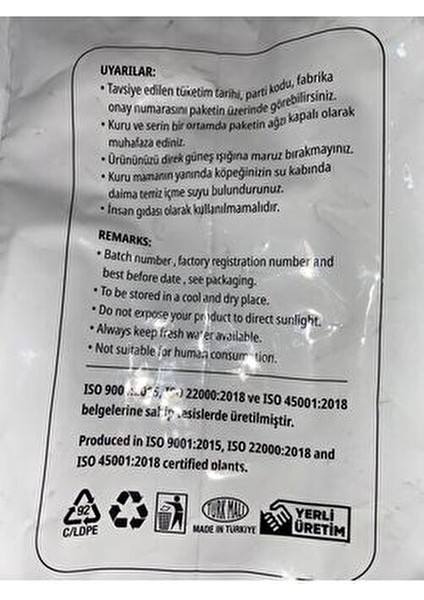 UYARILAR:
• Tavsiye edilen tüketim tarihi, parti kodu, fabrika
onay numarasını paketin üzerinde görebilirsiniz.
• Kuru ve serin bir ortamda paketin ağzı kapalı olarak
muhafaza ediniz.
• Ürününüzü direk güneş ışığına maruz bırakmayınız.
• Kuru mamanın yanında köpeğinizin su kabında
daima temiz içme suyu bulundurunuz.
• İnsan gıdası olarak kullanılmamalıdır.
REMARKS:
• Batch number , factory registration number and
best before date , see packaging.
• To be stored in a cool and dry place.
• Do not expose your product to direct sunlight.
• Always keep fresh water available.
• Not suitable for human consumption.
ISO 22000:2018 ve ISO 45001:2018
belgelerine sahip tesislerde üretilmiştir.
Produced in ISO 9001:2015, ISO 22000:2018 and
ISO 45001:2018 certified plants.
92
C/LDPE
TÜRK MALI
MADE IN TÜRKİYE
YERLİ
ÜRETİM